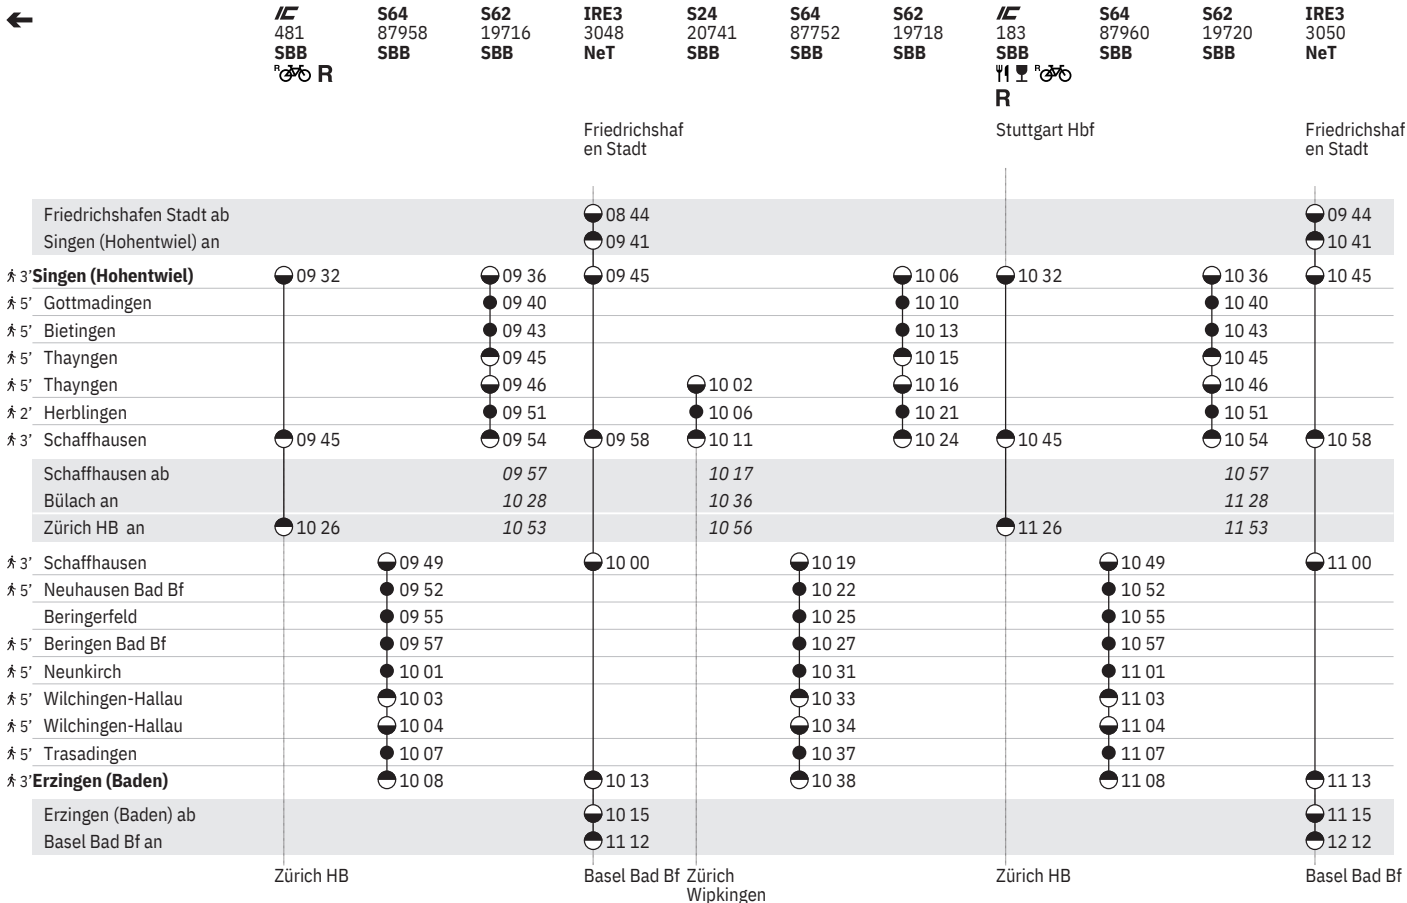 IC S64 S62 IRE3 S24 S64 S62 IC S64 S62 IRE3
481 87958 19716 3048 20741 87752 19718 183 87960 19720 3050
SBB SBB SBB NeT SBB SBB SBB SBB SBB SBB NeT
R R R
R
Friedrichshaf Stuttgart Hbf Friedrichshaf
en Stadt en Stadt
Friedrichshafen Stadt ab 08 44 09 44
Singen (Hohentwiel) an 09 41 10 41
3' Singen (Hohentwiel) 09 32 09 36 09 45 10 06 10 32 10 36 10 45
5' Gottmadingen 09 40 10 10 10 40
5' Bietingen 09 43 10 13 10 43
5' Thayngen 09 45 10 15 10 45
5' Thayngen 09 46 10 02 10 16 10 46
2' Herblingen 09 51 10 06 10 21 10 51
3' Schaffhausen 09 45 09 54 09 58 10 11 10 24 10 45 10 54 10 58
Schaffhausen ab 09 57 10 17 10 57
Bülach an 10 28 10 36 11 28
Zürich HB an 10 26 10 53 10 56 11 26 11 53
3' Schaffhausen 09 49 10 00 10 19 10 49 11 00
5' Neuhausen Bad Bf 09 52 10 22 10 52
Beringerfeld 09 55 10 25 10 55
5' Beringen Bad Bf 09 57 10 27 10 57
5' Neunkirch 10 01 10 31 11 01
5' Wilchingen-Hallau 10 03 10 33 11 03
5' Wilchingen-Hallau 10 04 10 34 11 04
5' Trasadingen 10 07 10 37 11 07
3' Erzingen (Baden) 10 08 10 13 10 38 11 08 11 13
Erzingen (Baden) ab 10 15 11 15
Basel Bad Bf an 11 12 12 12
Zürich HB Basel Bad Bf Zürich Zürich HB Basel Bad Bf
Wipkingen